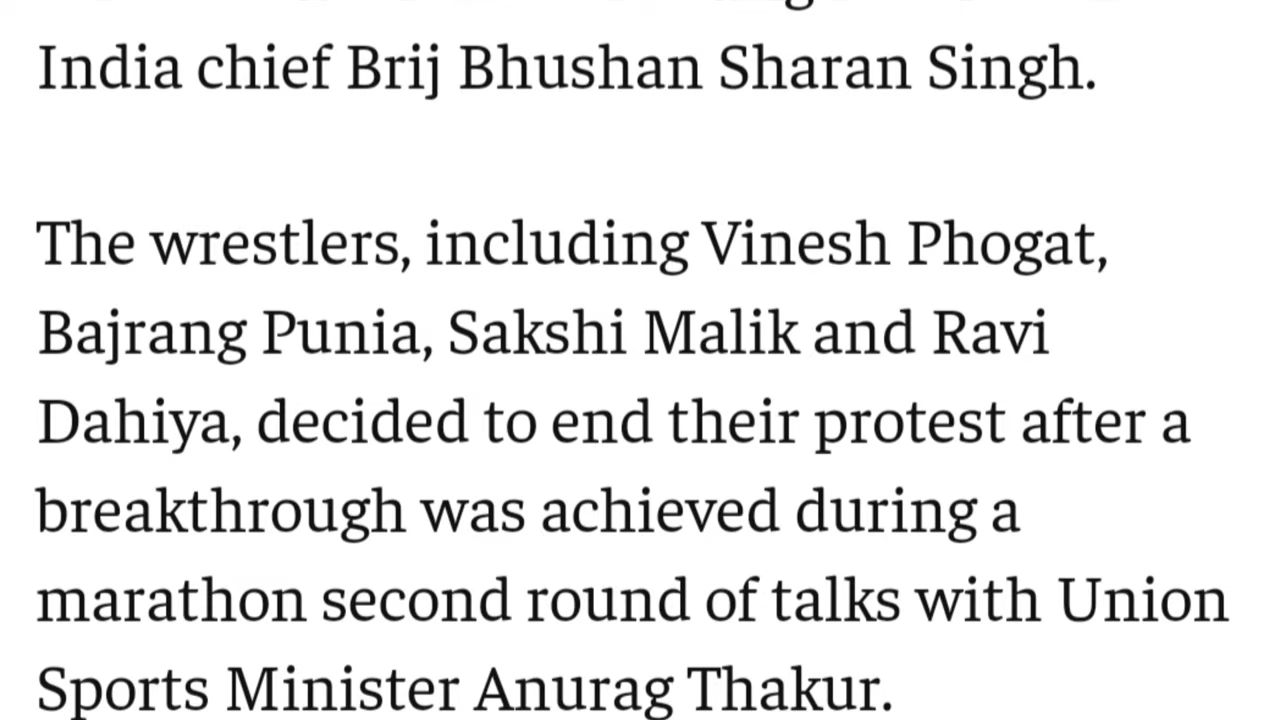 India chief Brij Bhushan Sharan Singh.
The wrestlers, including Vinesh Phogat,
Bajrang Punia, Sakshi Malik and Ravi
Dahiya, decided to end their protest after a
breakthrough was achieved during a
marathon second round of talks with Union
Sports Minister Anurag Thakur.